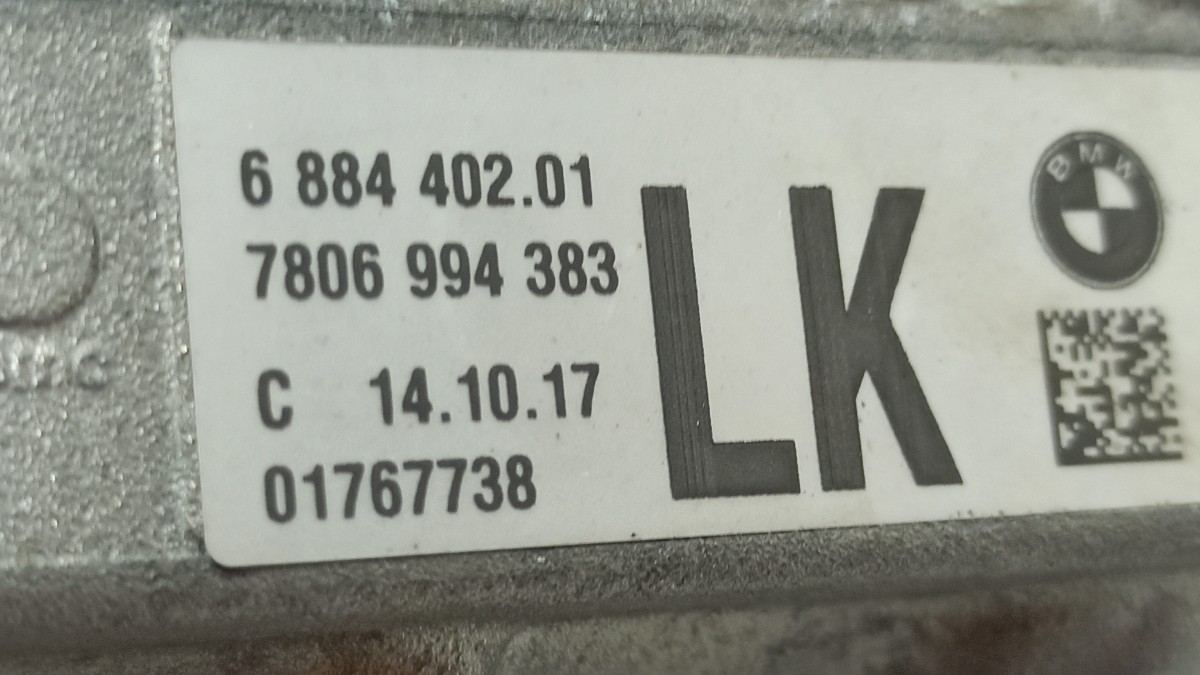 6 884 402.01
7806 994 383
C 14.10.17
01767738
LK
BMW